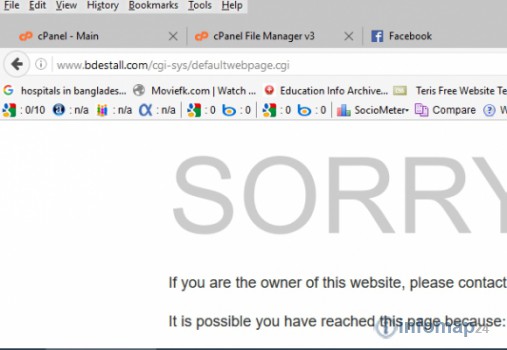 File Edit View History Bookmarks Tools Help
cPanel - Main cPanel File Manager v3 Facebook
www.bdestall.com/cgi-sys/defaultwebpage.cgi
hospitals in banglades... Moviefk.com | Watch ... Education Info Archive... Teris Free Website Te
: 0/10 : n/a : n/a : n/a : 0 : 0 : 0 : 0 SocioMeter Compare
SORRY
If you are the owner of this website, please contact
It is possible you have reached this page because:
infomap24